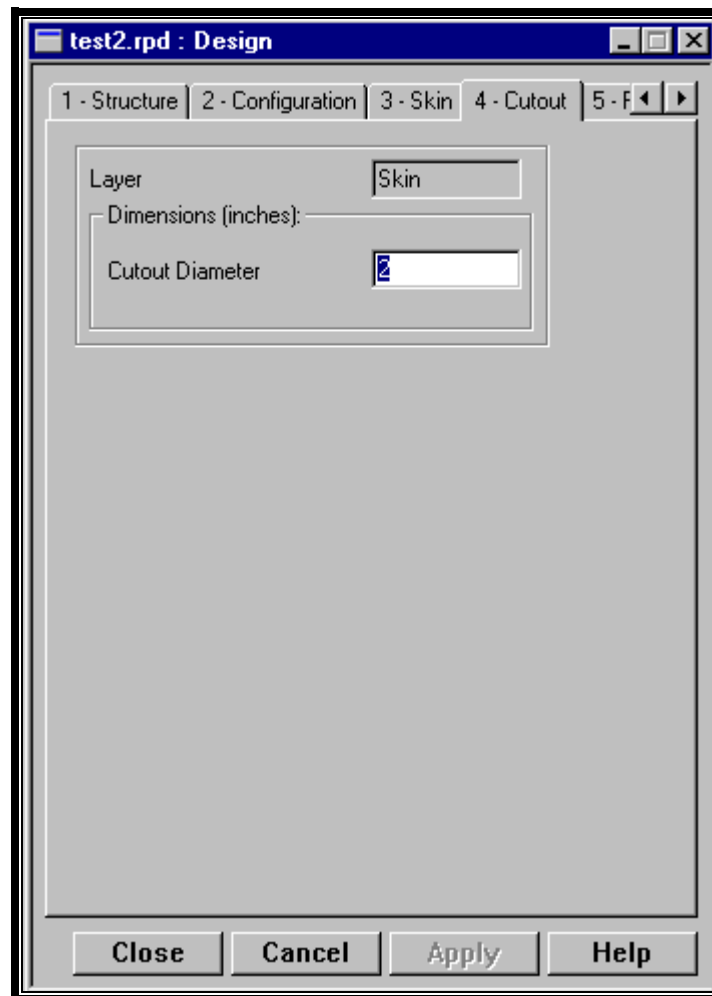 test2.rpd : Design
1 - Structure 2 - Configuration 3 - Skin 4 - Cutout 5 -
Layer Skin
Dimensions (inches):
Cutout Diameter 2
Close Cancel Apply Help